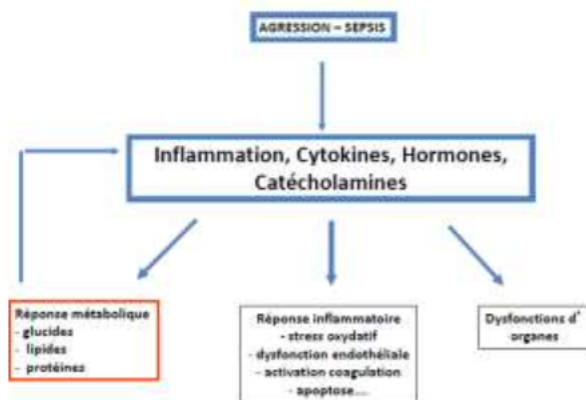 AGRESSION – SEPSIS
Inflammation, Cytokines, Hormones,
Catécholamines
Réponse métabolique
- glucides
- lipides
- protéines
Réponse inflammatoire
- stress oxydatif
- dysfonction endothéliale
- activation coagulation
- apoptose....
Dysfonctions d'
organes